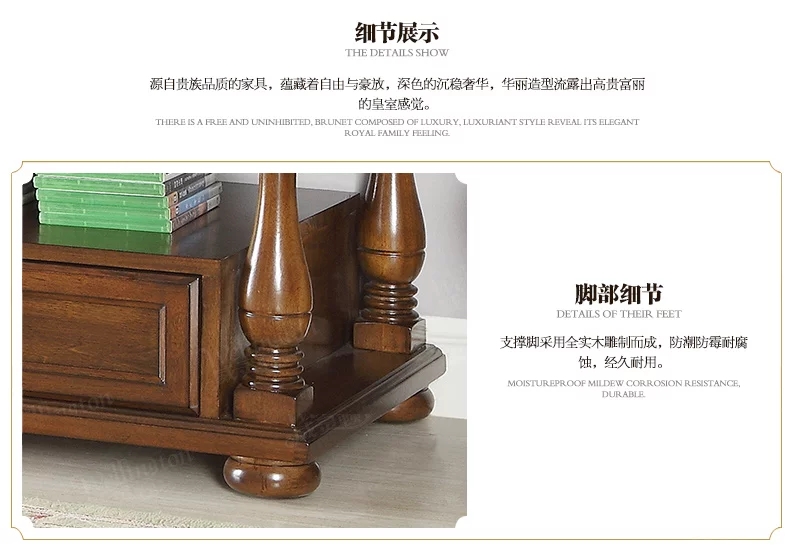 细节展示
THE DETAILS SHOW
源自贵族品质的家具，蕴藏着自由与豪放，深色的沉稳奢华，华丽造型流露出高贵富丽
的皇室感觉。
THERE IS A FREE AND UNINHIBITED, BRUNET COMPOSED OF LUXURY, LUXURIANT STYLE REVEAL ITS ELEGANT
ROYAL FAMILY FEELING.
脚部细节
DETAILS OF THEIR FEET
支撑脚采用全实木雕制而成，防潮防霉耐腐
蚀，经久耐用。
MOISTUREPROOF MILDEW CORROSION RESISTANCE,
DURABLE.